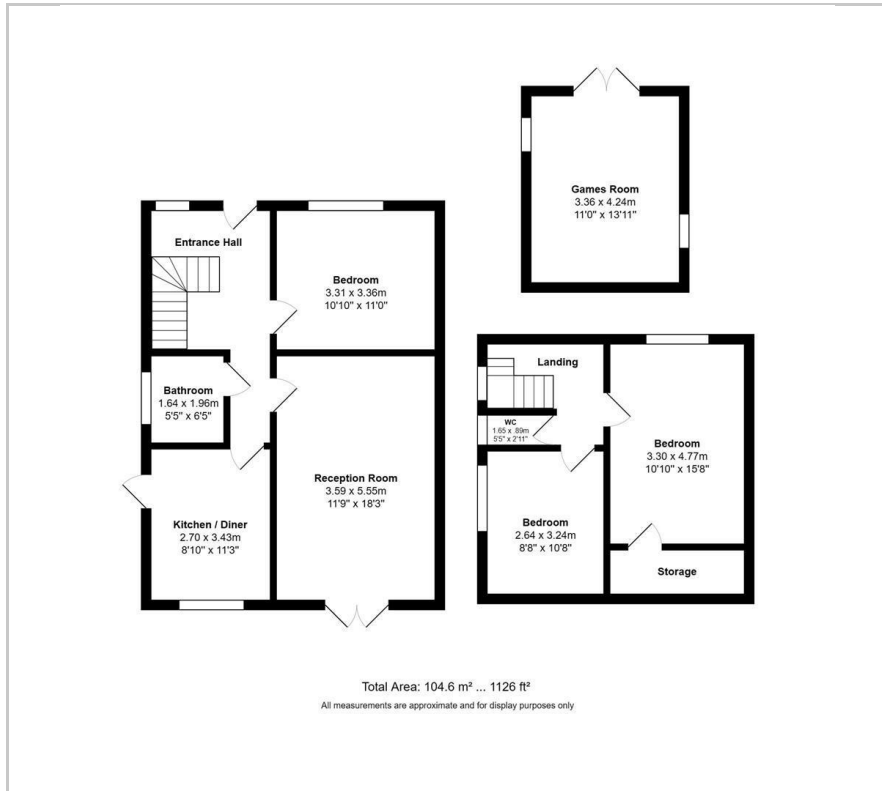 Games Room
3.36 x 4.24m
11'0" x 13'11"
Entrance Hall
Bedroom
3.31 x 3.36m
10'10" x 11'0"
Bathroom
1.64 x 1.96m
5'5" x 6'5"
Reception Room
3.59 x 5.55m
11'9" x 18'3"
Kitchen / Diner
2.70 x 3.43m
8'10" x 11'3"
Landing
WC
1.65 x .89m
5'5" x 2'11"
Bedroom
3.30 x 4.77m
10'10" x 15'8"
Bedroom
2.64 x 3.24m
8'8" x 10'8"
Storage
Total Area: 104.6 m² ... 1126 ft²
All measurements are approximate and for display purposes only